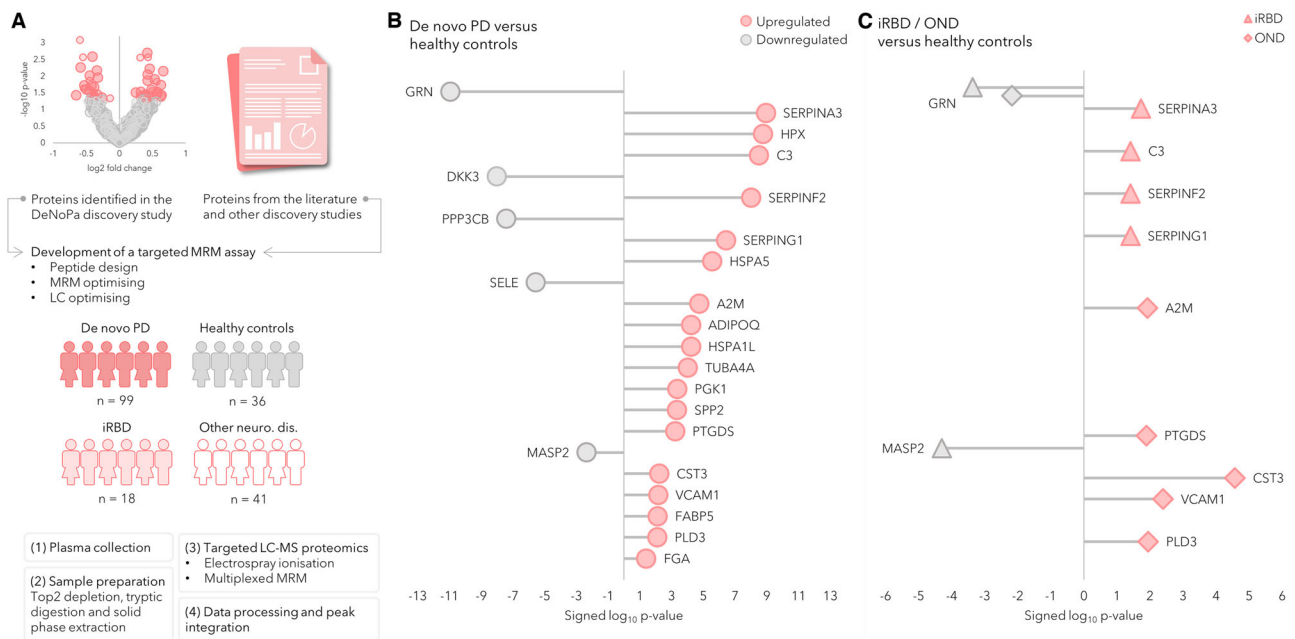 A
-log10 p-value
3
2.5
2
1.5
1
0.5
0
-1
-0.5
0
0.5
1
log2 fold change
Proteins identified in the
DeNoPa discovery study
Proteins from the literature
and other discovery studies
Development of a targeted MRM assay
• Peptide design
• MRM optimising
• LC optimising
De novo PD
Healthy controls
n = 99
n = 36
iRBD
Other neuro. dis.
n = 18
n = 41
(1) Plasma collection
(2) Sample preparation
Top2 depletion, tryptic
digestion and solid
phase extraction
(3) Targeted LC-MS proteomics
• Electrospray ionisation
• Multiplexed MRM
(4) Data processing and peak
integration
B
De novo PD versus
healthy controls
Upregulated
Downregulated
GRN
SERPINA3
HPX
C3
DKK3
SERPINF2
PPP3CB
SERPING1
HSPA5
SELE
A2M
ADIPOQ
HSPA1L
TUBA4A
PGK1
SPP2
PTGDS
MASP2
CST3
VCAM1
FABP5
PLD3
FGA
-13 -11 -9 -7 -5 -3 -1 1 3 5 7 9 11 13
Signed log10 p-value
C
iRBD / OND
versus healthy controls
iRBD
OND
GRN
SERPINA3
C3
SERPINF2
SERPING1
A2M
PTGDS
MASP2
CST3
VCAM1
PLD3
-6 -5 -4 -3 -2 -1 0 1 2 3 4 5 6
Signed log10 p-value